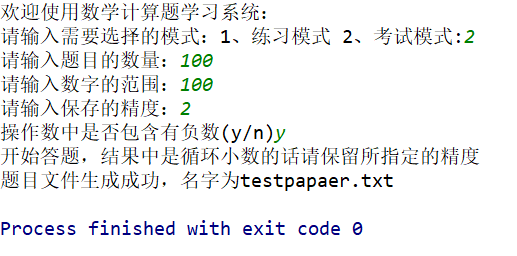 欢迎使用数学计算题学习系统：
请输入需要选择的模式：1、练习模式 2、考试模式:2
请输入题目的数量：100
请输入数字的范围：100
请输入保存的精度：2
操作数中是否包含有负数(y/n)y
开始答题，结果中是循环小数的话请保留所指定的精度
题目文件生成成功，名字为testpapaer.txt
Process finished with exit code 0